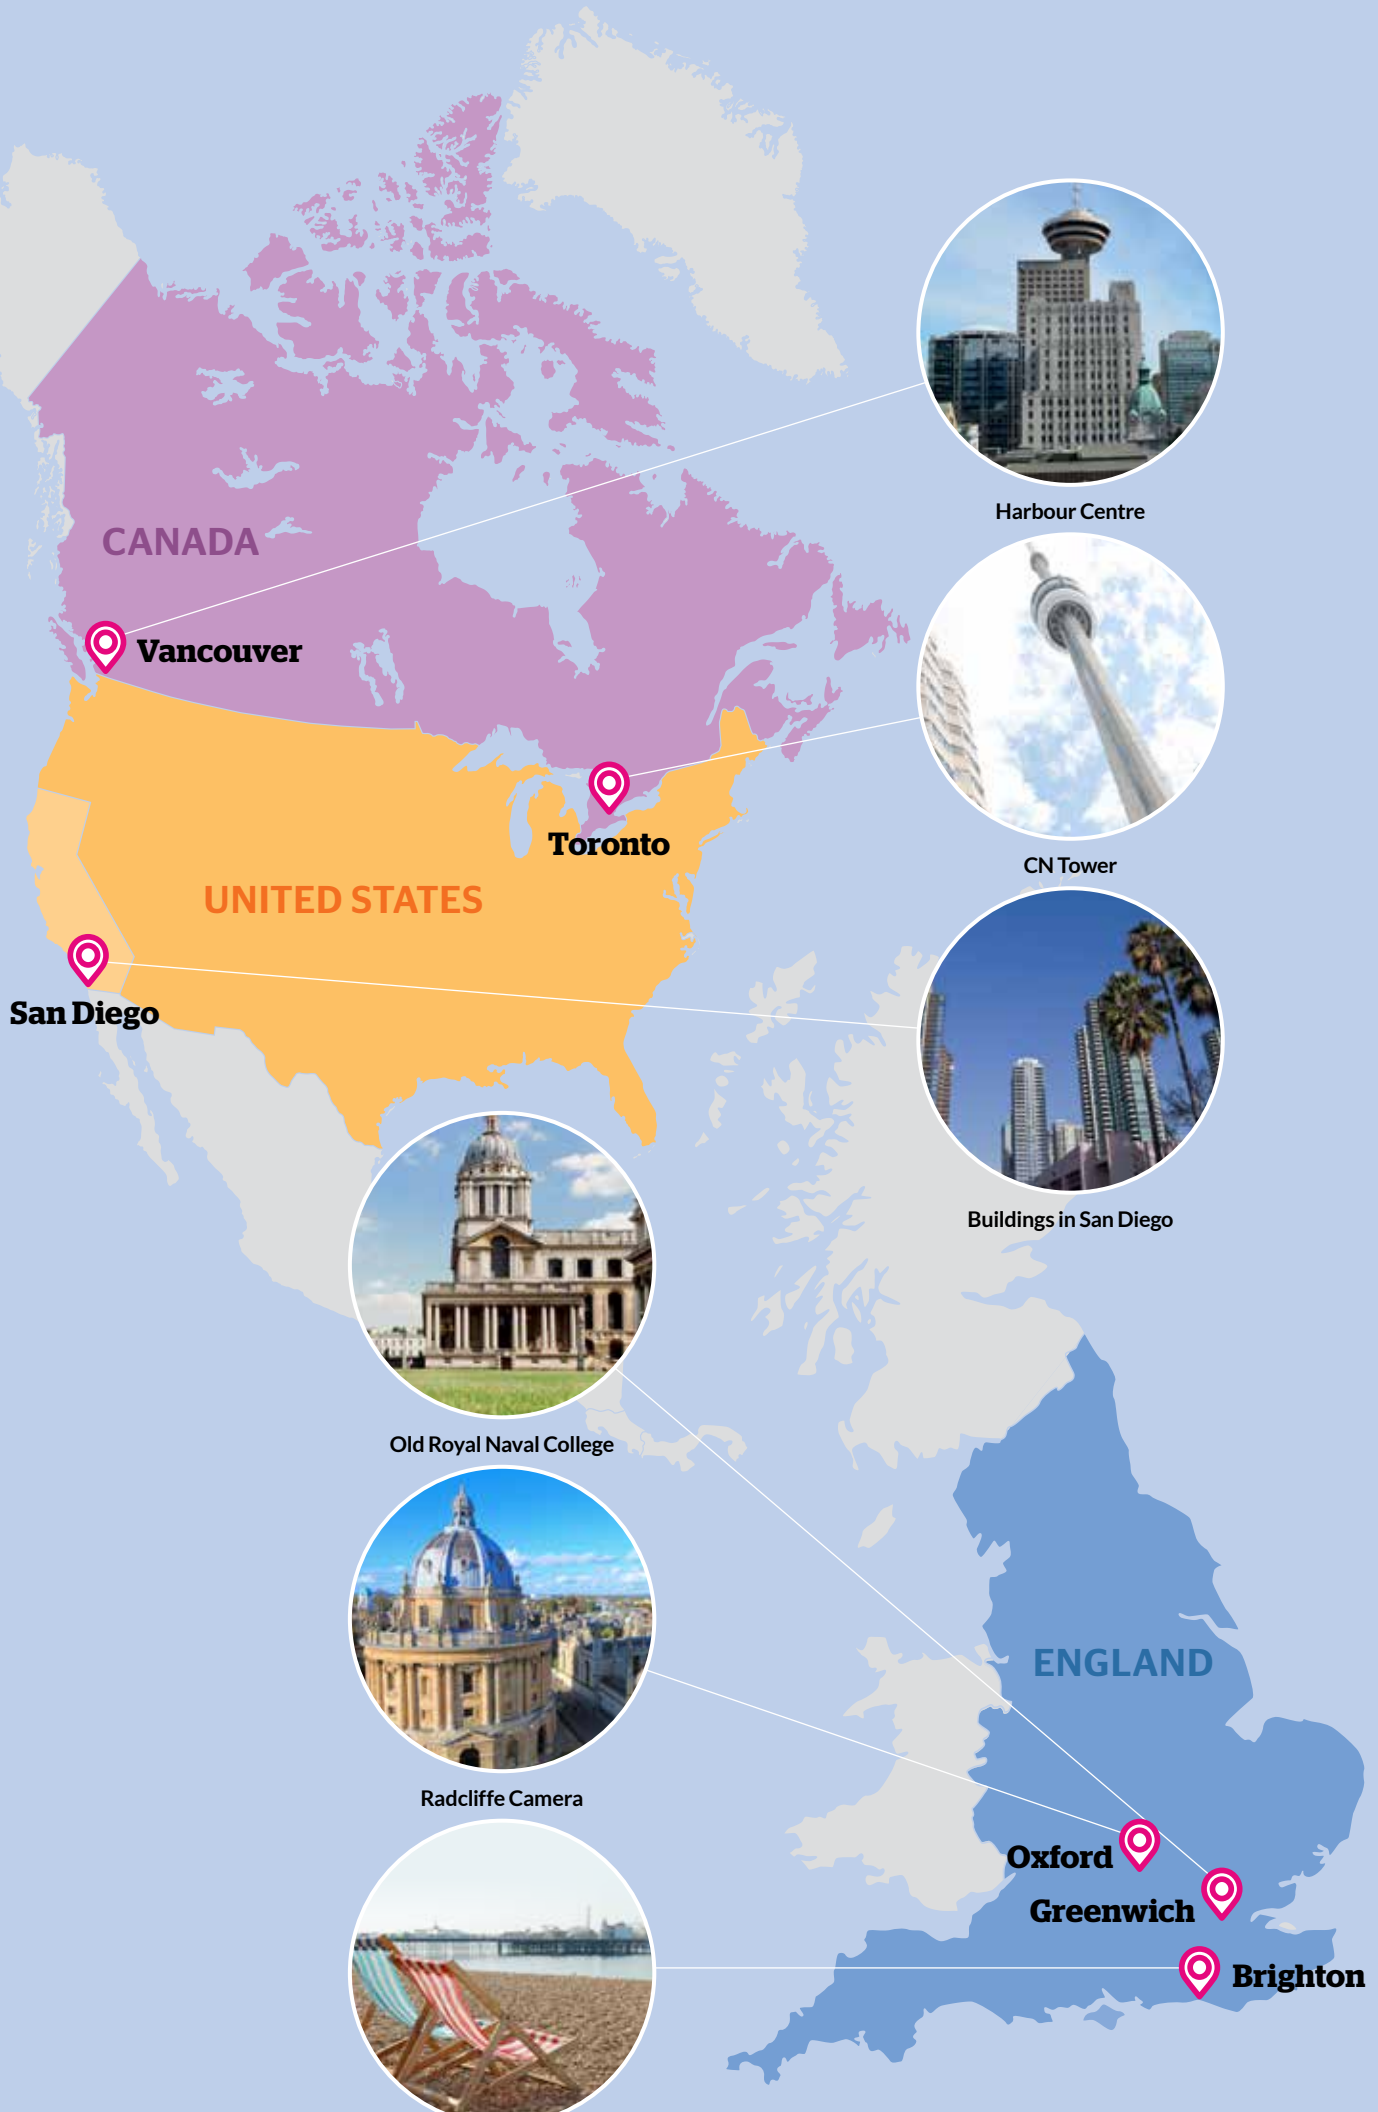 Harbour Centre
CANADA
Vancouver
CN Tower
Toronto
UNITED STATES
San Diego
Buildings in San Diego
Old Royal Naval College
ENGLAND
Radcliffe Camera
Oxford
Greenwich
Brighton